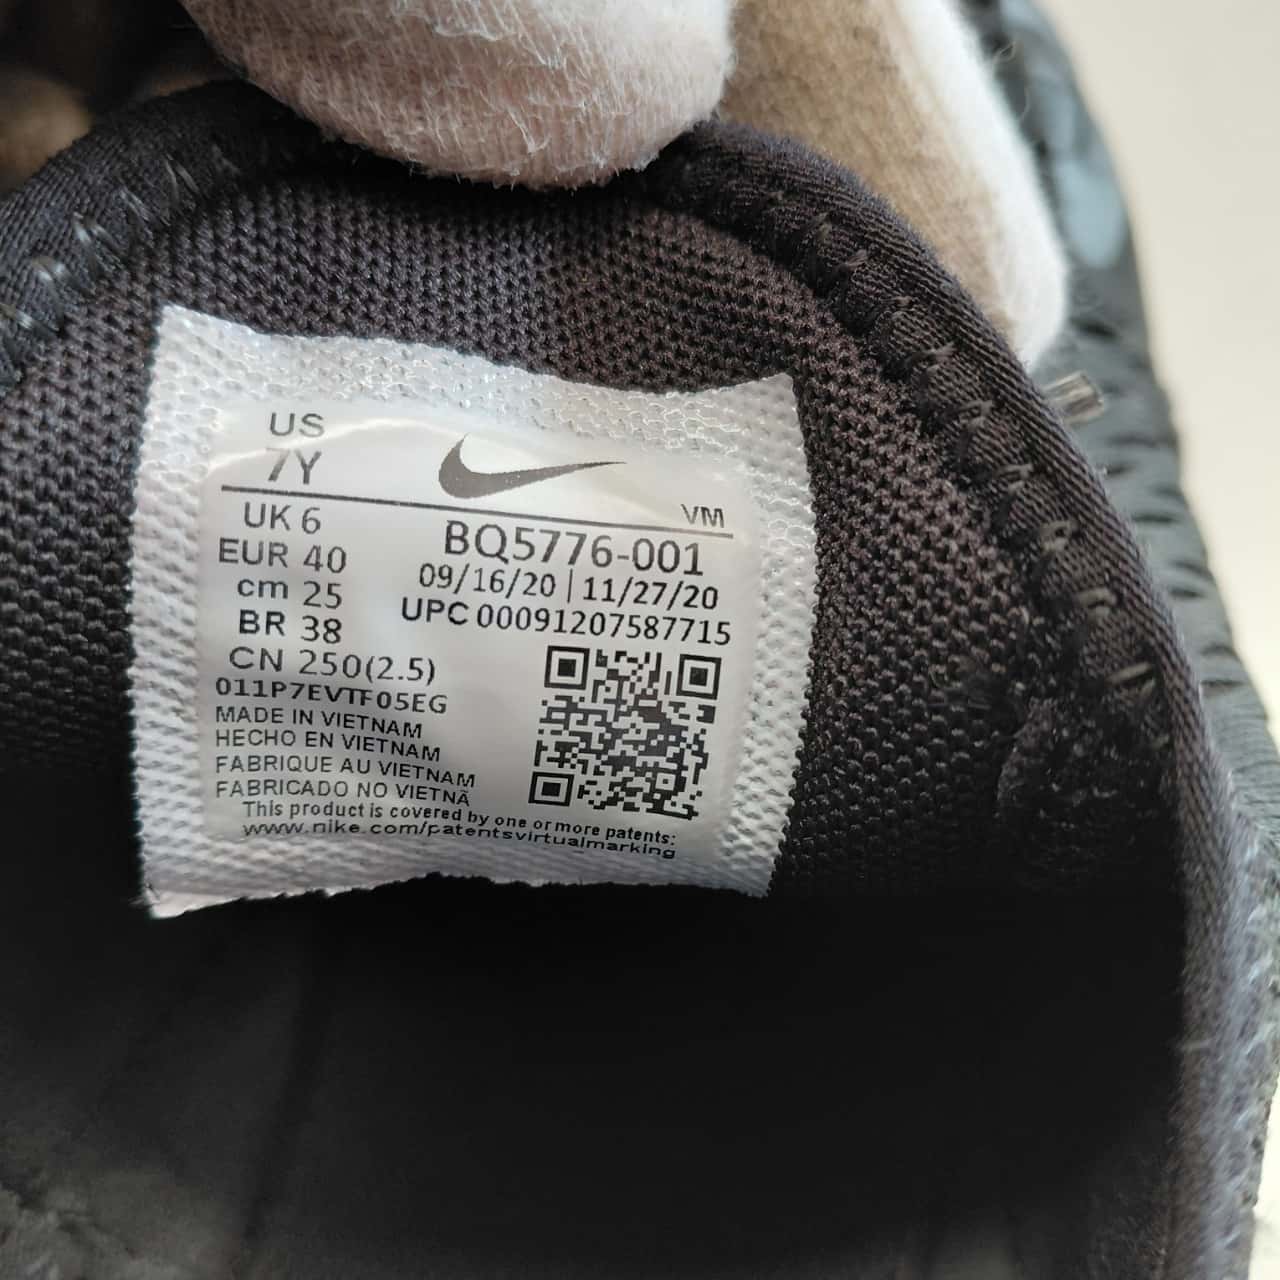 US
7Y
VM
UK 6
EUR 40
cm 25
BR 38
CN 250(2.5)
BQ5776-001
09/16/20 | 11/27/20
UPC 00091207587715
011P7EVTF05EG
MADE IN VIETNAM
HECHO EN VIETNAM
FABRIQUE AU VIETNAM
FABRICADO NO VIETNÃ
This product is covered by one or more patents:
www.nike.com/patentsvirtualmarking